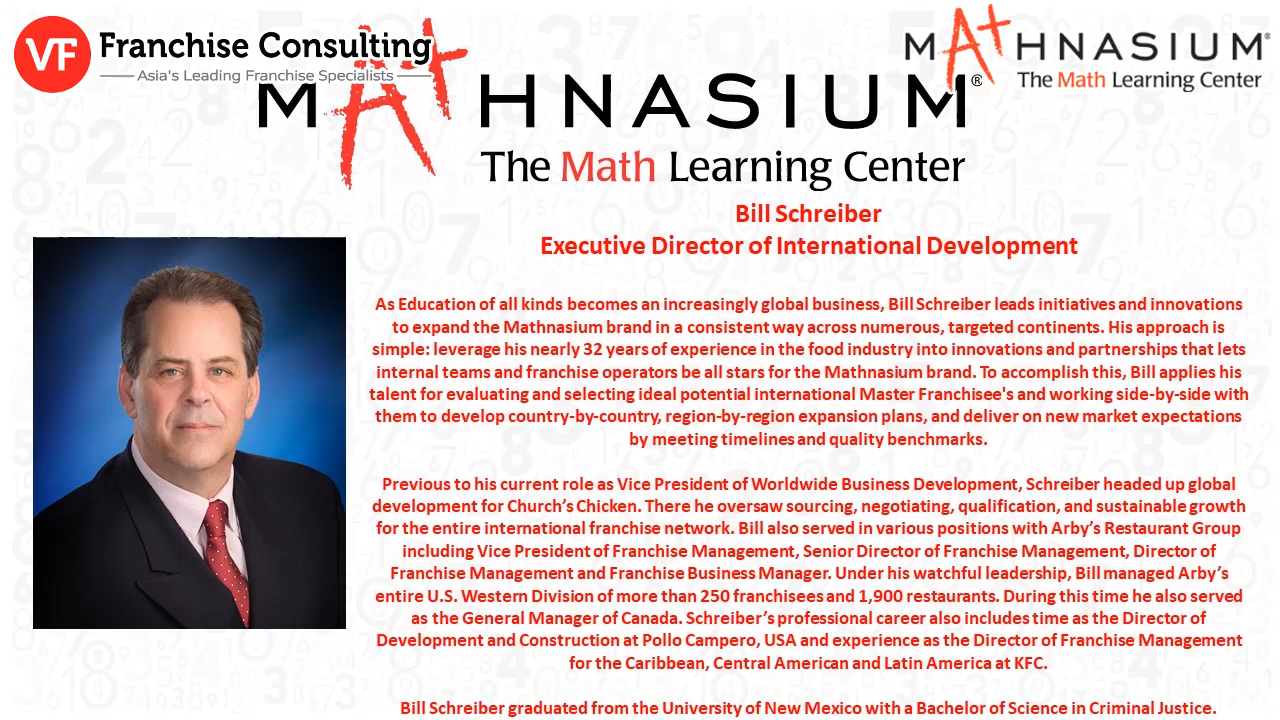 VF Franchise Consulting
Asia's Leading Franchise Specialists
MATHNASIUM®
The Math Learning Center
MATHNASIUM®
The Math Learning Center
Bill Schreiber
Executive Director of International Development
As Education of all kinds becomes an increasingly global business, Bill Schreiber leads initiatives and innovations
to expand the Mathnasium brand in a consistent way across numerous, targeted continents. His approach is
simple: leverage his nearly 32 years of experience in the food industry into innovations and partnerships that lets
internal teams and franchise operators be all stars for the Mathnasium brand. To accomplish this, Bill applies his
talent for evaluating and selecting ideal potential international Master Franchisee's and working side-by-side with
them to develop country-by-country, region-by-region expansion plans, and deliver on new market expectations
by meeting timelines and quality benchmarks.
Previous to his current role as Vice President of Worldwide Business Development, Schreiber headed up global
development for Church’s Chicken. There he oversaw sourcing, negotiating, qualification, and sustainable growth
for the entire international franchise network. Bill also served in various positions with Arby’s Restaurant Group
including Vice President of Franchise Management, Senior Director of Franchise Management, Director of
Franchise Management and Franchise Business Manager. Under his watchful leadership, Bill managed Arby’s
entire U.S. Western Division of more than 250 franchisees and 1,900 restaurants. During this time he also served
as the General Manager of Canada. Schreiber’s professional career also includes time as the Director of
Development and Construction at Pollo Campero, USA and experience as the Director of Franchise Management
for the Caribbean, Central American and Latin America at KFC.
Bill Schreiber graduated from the University of New Mexico with a Bachelor of Science in Criminal Justice.